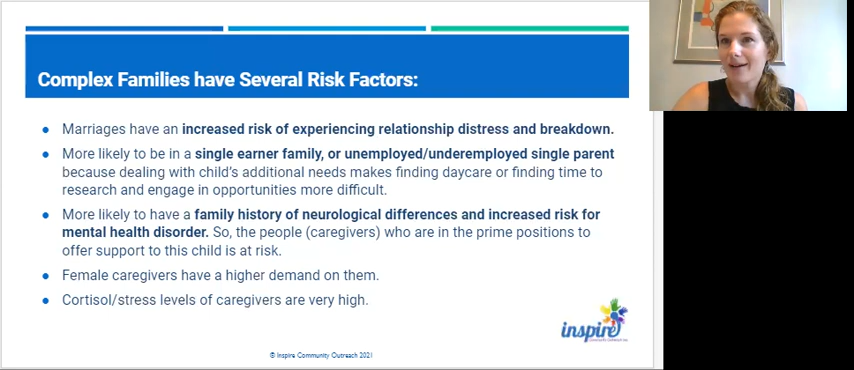 Complex Families have Several Risk Factors:
● Marriages have an increased risk of experiencing relationship distress and breakdown.
● More likely to be in a single earner family, or unemployed/underemployed single parent
because dealing with child's additional needs makes finding daycare or finding time to
research and engage in opportunities more difficult.
● More likely to have a family history of neurological differences and increased risk for
mental health disorder. So, the people (caregivers) who are in the prime positions to
offer support to this child is at risk.
● Female caregivers have a higher demand on them.
● Cortisol/stress levels of caregivers are very high.
inspire
Community Outreach Inc.
© Inspire Community Outreach 2021